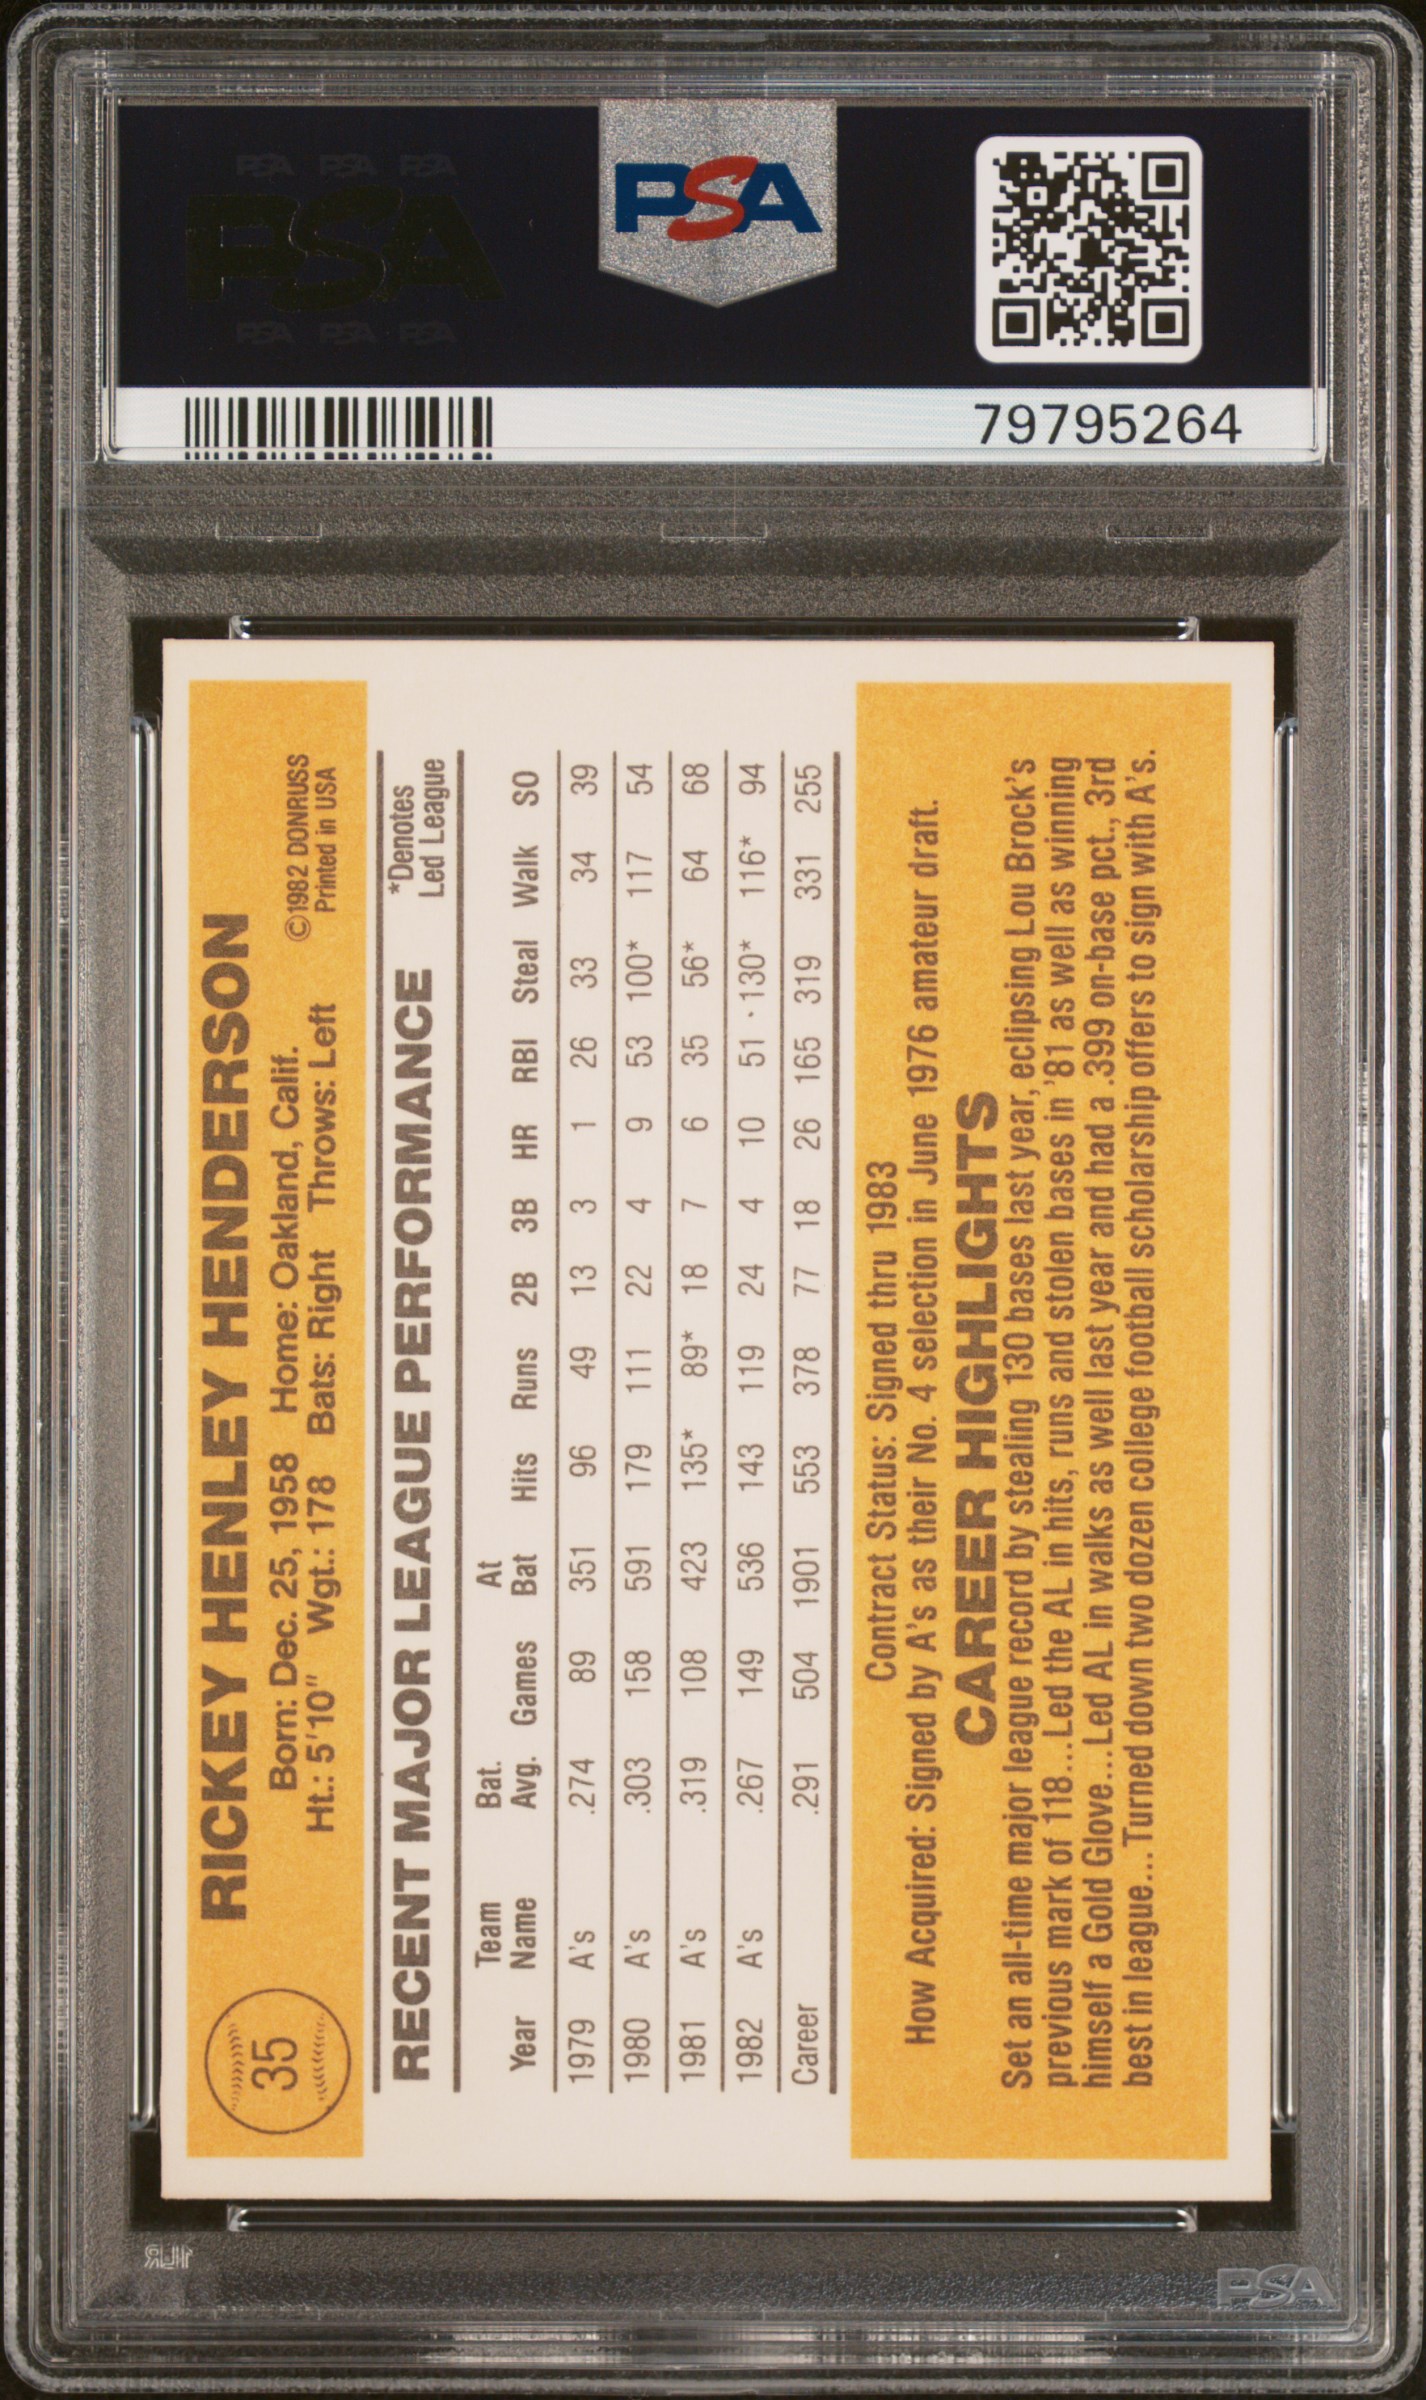 PSA PSA PSA
PSA
PSA PSA PSA
PSA
79795264
35
RICKEY HENLEY HENDERSON
Born: Dec. 25, 1958 Home: Oakland, Calif. ©1982 DONRUSS
Ht.: 5'10" Wgt.: 178 Bats: Right Throws: Left Printed in USA
RECENT MAJOR LEAGUE PERFORMANCE *Denotes Led League
Year Team Name Bat. Avg. Games At Bat Hits Runs 2B 3B HR RBI Steal Walk SO
1979 A's .274 89 351 96 49 13 3 1 26 33 34 39
1980 A's .303 158 591 179 111 22 4 9 53 100* 117 54
1981 A's .319 108 423 135* 89* 18 7 6 35 56* 64 68
1982 A's .267 149 536 143 119 24 4 10 51 130* 116* 94
Career .291 504 1901 553 378 77 18 26 165 319 331 255
Contract Status: Signed thru 1983
How Acquired: Signed by A's as their No. 4 selection in June 1976 amateur draft.
CAREER HIGHLIGHTS
Set an all-time major league record by stealing 130 bases last year, eclipsing Lou Brock's
previous mark of 118...Led the AL in hits, runs and stolen bases in '81 as well as winning
himself a Gold Glove...Led AL in walks as well last year and had a .399 on-base pct., 3rd
best in league...Turned down two dozen college football scholarship offers to sign with A's.
PSA